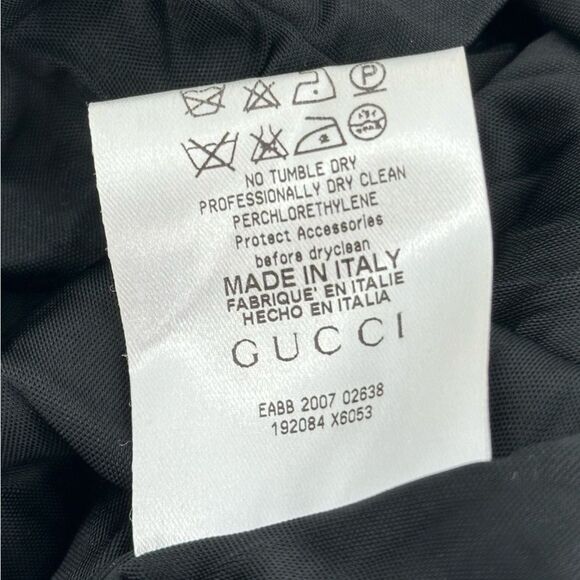 P
NO TUMBLE DRY
PROFESSIONALLY DRY CLEAN
PERCHLORETHYLENE
Protect Accessories
before dryclean
MADE IN ITALY
FABRIQUE' EN ITALIE
HECHO EN ITALIA
GUCCI
EABB 2007 02638
192084 X6053